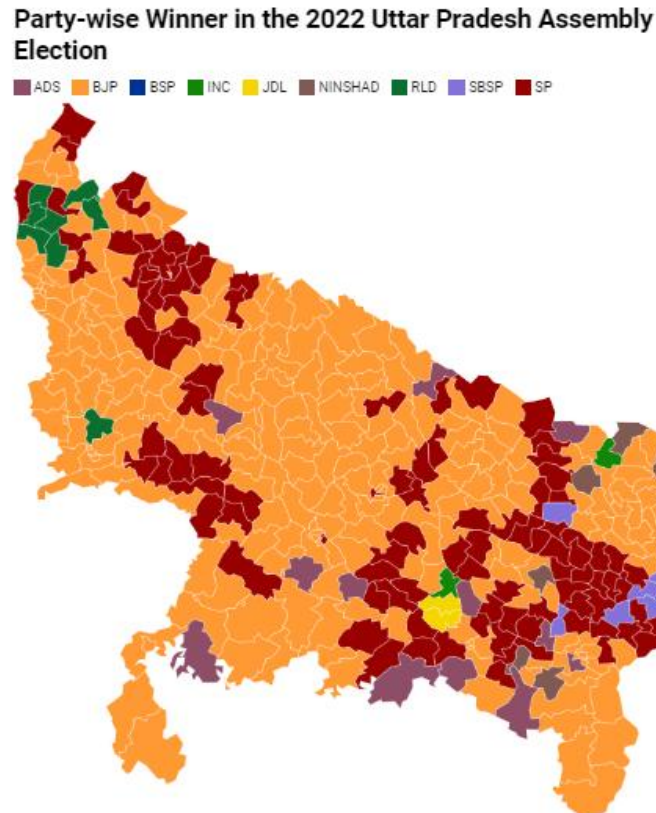 Party-wise Winner in the 2022 Uttar Pradesh Assembly
Election
ADS BJP BSP INC JDL NINSHAD RLD SBSP SP